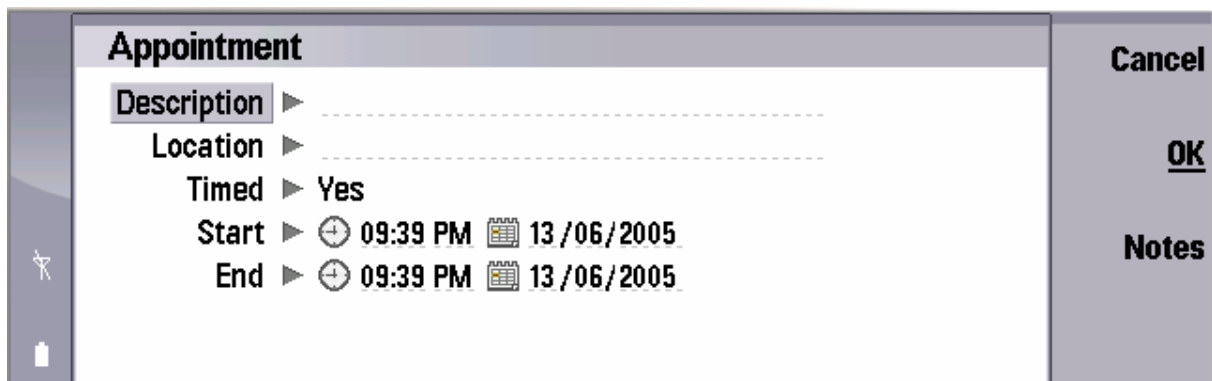 Appointment
Description
Location
Timed Yes
Start 09:39 PM 13/06/2005
End 09:39 PM 13/06/2005
Cancel
OK
Notes